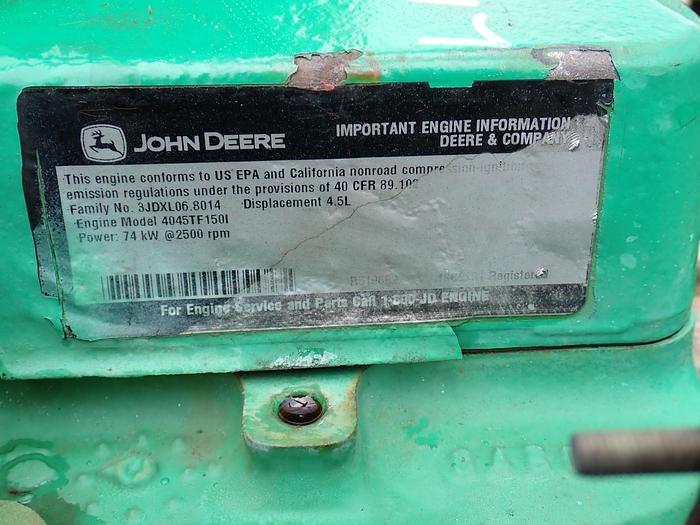 JOHN DEERE
IMPORTANT ENGINE INFORMATION
DEERE & COMPANY
This engine conforms to US EPA and California nonroad compression-ignition
emission regulations under the provisions of 40 CFR 89.102
Family No. 3JDXL06.8014 Displacement 4.5L
Engine Model 4045TF150I
Power: 74 kW @2500 rpm
Registered
For Engine Service and Parts Call 1-800-JD ENGINE